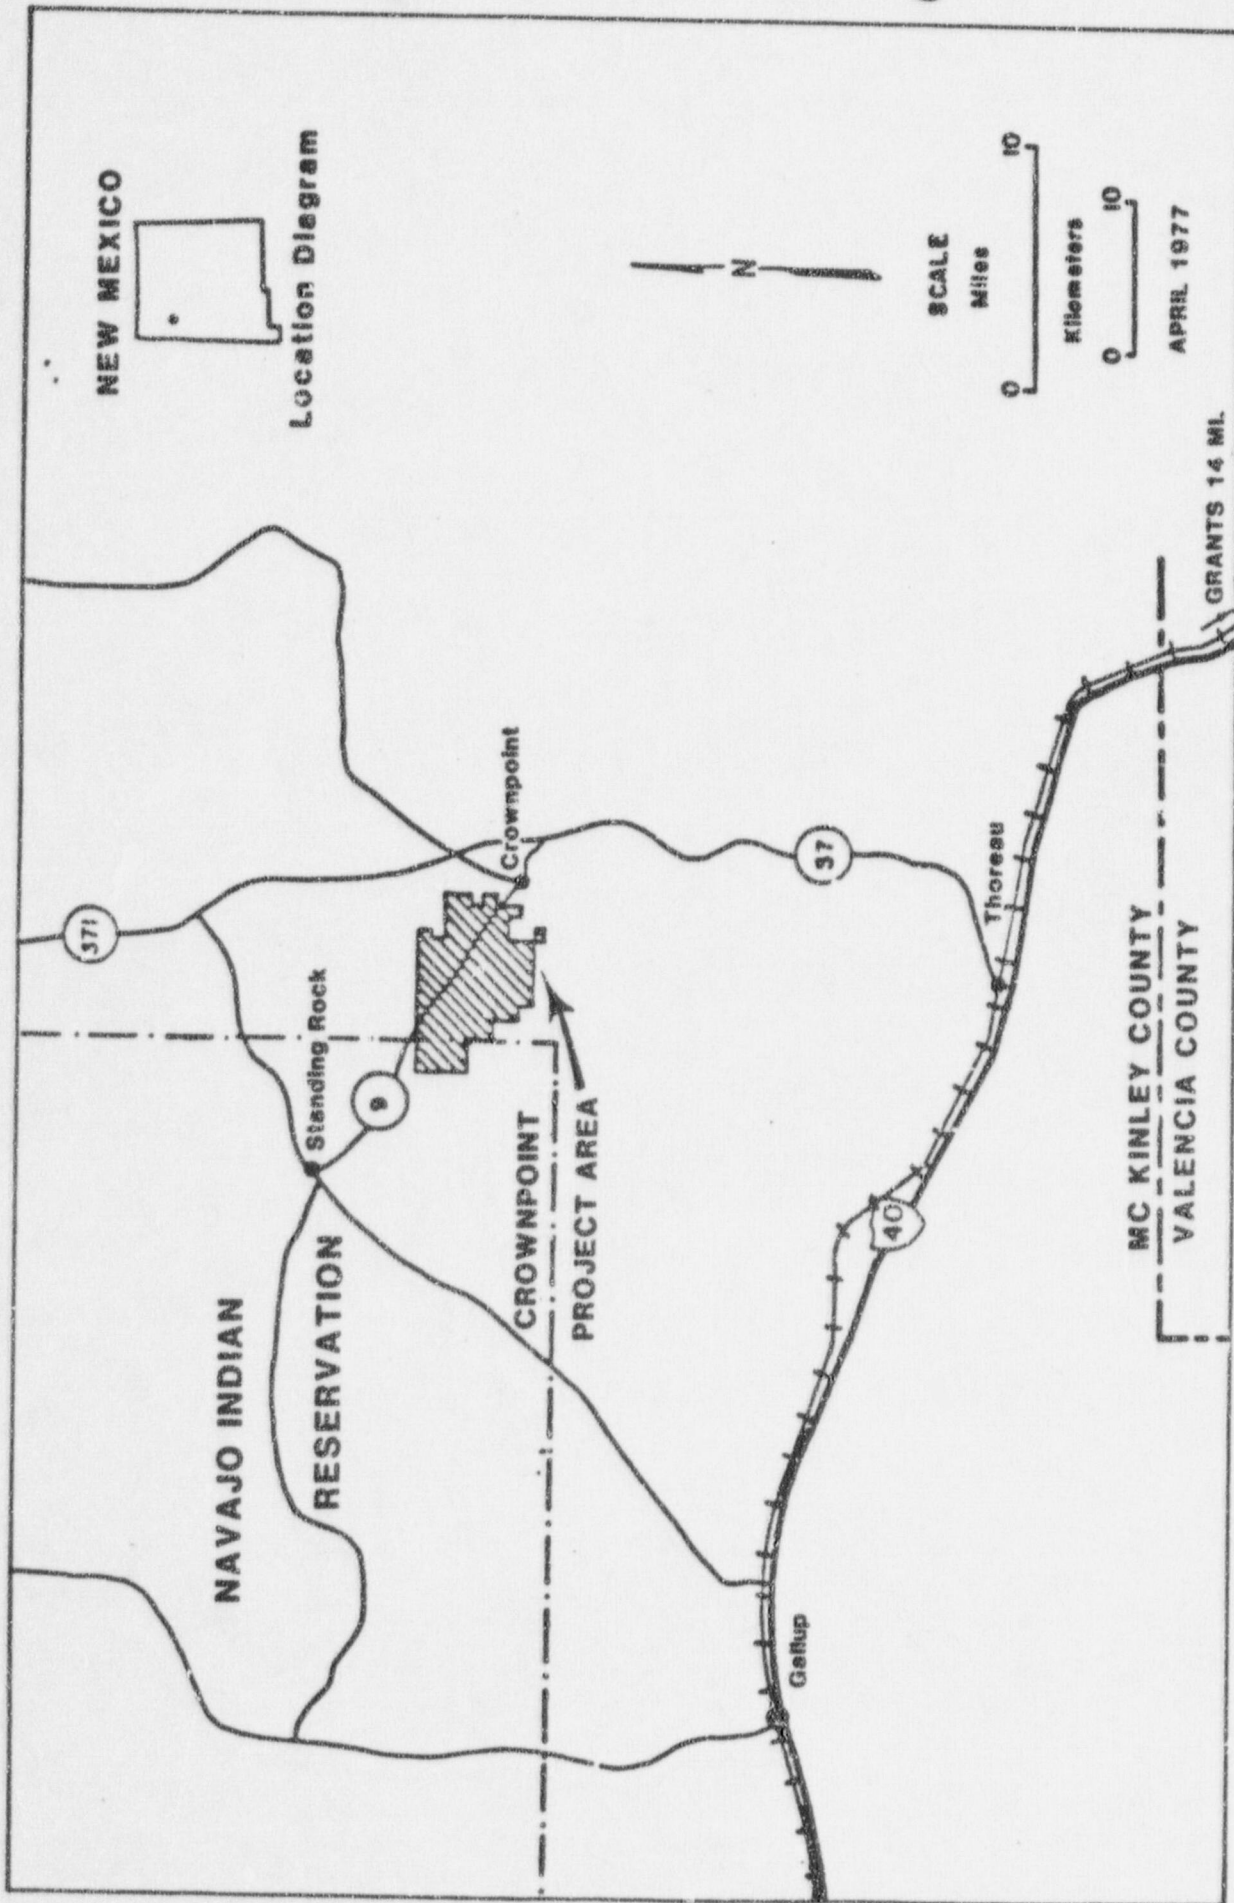 NEW MEXICO
Location Diagram
N
SCALE
Miles
0 10
Kilometers
0 10
APRIL 1977
NAVAJO INDIAN
RESERVATION
371
Standing Rock
9
Crownpoint
CROWNPOINT
PROJECT AREA
37
Thoreau
Gallup
40
MC KINLEY COUNTY
VALENCIA COUNTY
GRANTS 14 MI.